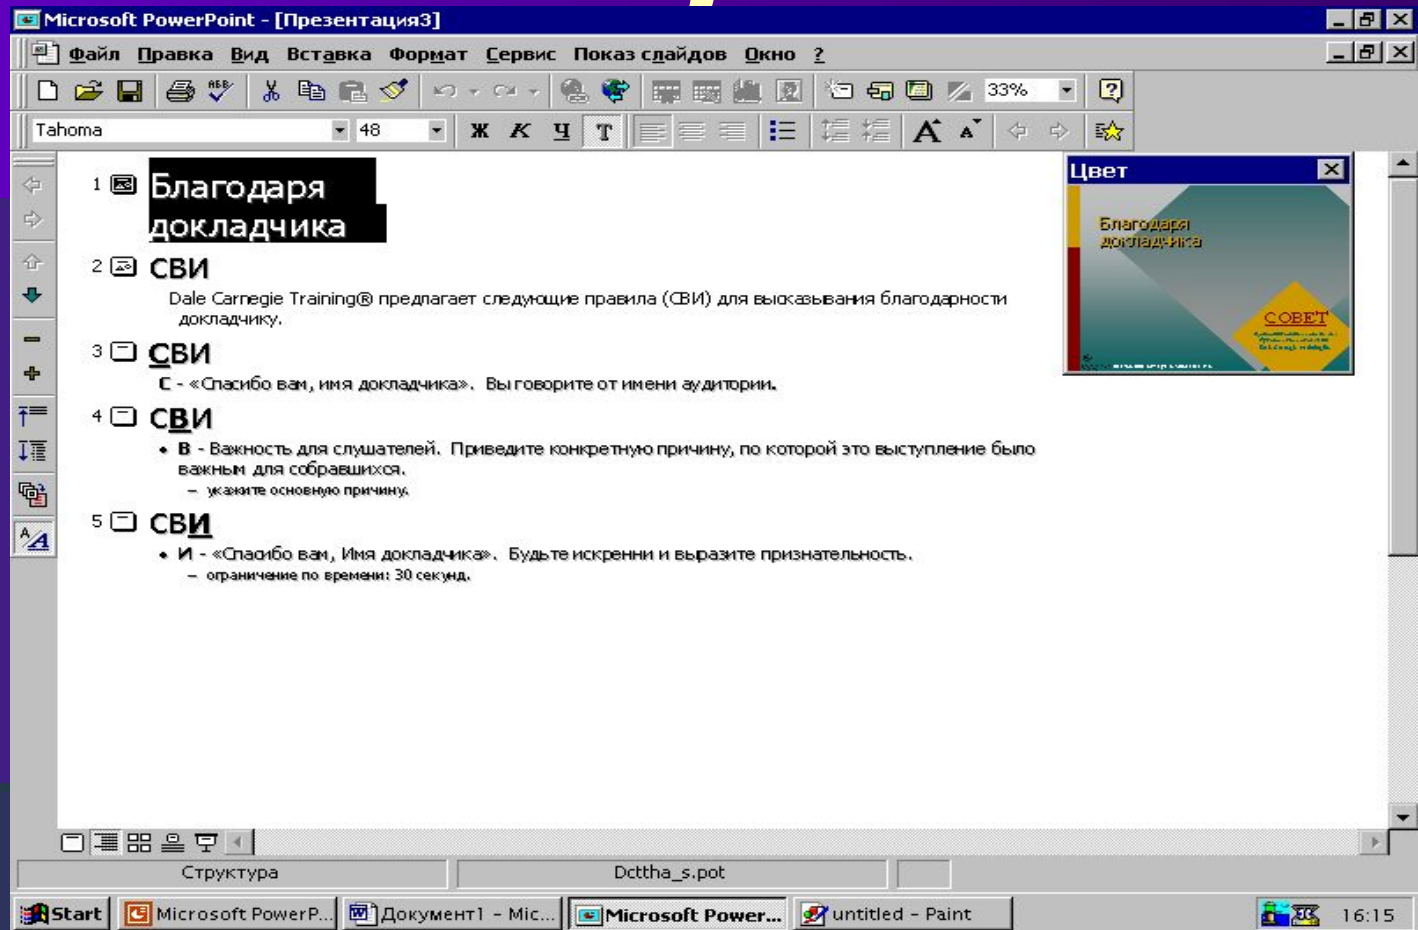 Microsoft PowerPoint - [Презентация3]
Файл Правка Вид Вставка Формат Сервис Показ слайдов Окно ?
33%
Tahoma 48 Ж К Ч Т
Цвет
1 Благодаря
докладчика
Благодаря
докладчика
СОВЕТ
2 СВИ
Dale Carnegie Training® предлагает следующие правила (СВИ) для высказывания благодарности
докладчику.
3 СВИ
С - «Спасибо вам, имя докладчика». Вы говорите от имени аудитории.
4 СВИ
• В - Важность для слушателей. Приведите конкретную причину, по которой это выступление было
важным для собравшихся.
– укажите основную причину.
5 СВИ
• И - «Спасибо вам, Имя докладчика». Будьте искренни и выразите признательность.
– ограничение по времени: 30 секунд.
Структура Dcttha_s.pot
Start Microsoft PowerP... Документ1 - Mic... Microsoft Power... untitled - Paint 16:15